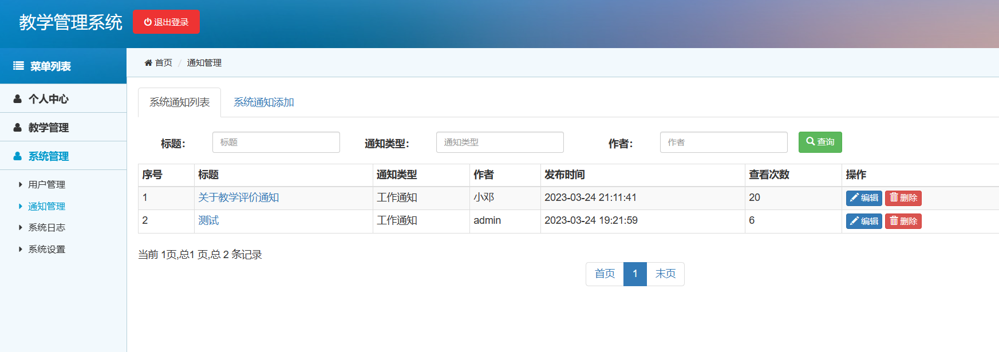 教学管理系统 退出登录
菜单列表
首页 / 通知管理
个人中心
教学管理
系统管理
用户管理
通知管理
系统日志
系统设置
系统通知列表 系统通知添加
标题: 标题 通知类型: 通知类型 作者: 作者 查询
序号 标题 通知类型 作者 发布时间 查看次数 操作
1 关于教学评价通知 工作通知 小邓 2023-03-24 21:11:41 20 编辑 删除
2 测试 工作通知 admin 2023-03-24 19:21:59 6 编辑 删除
当前 1页,总1 页,总 2 条记录
首页 1 末页